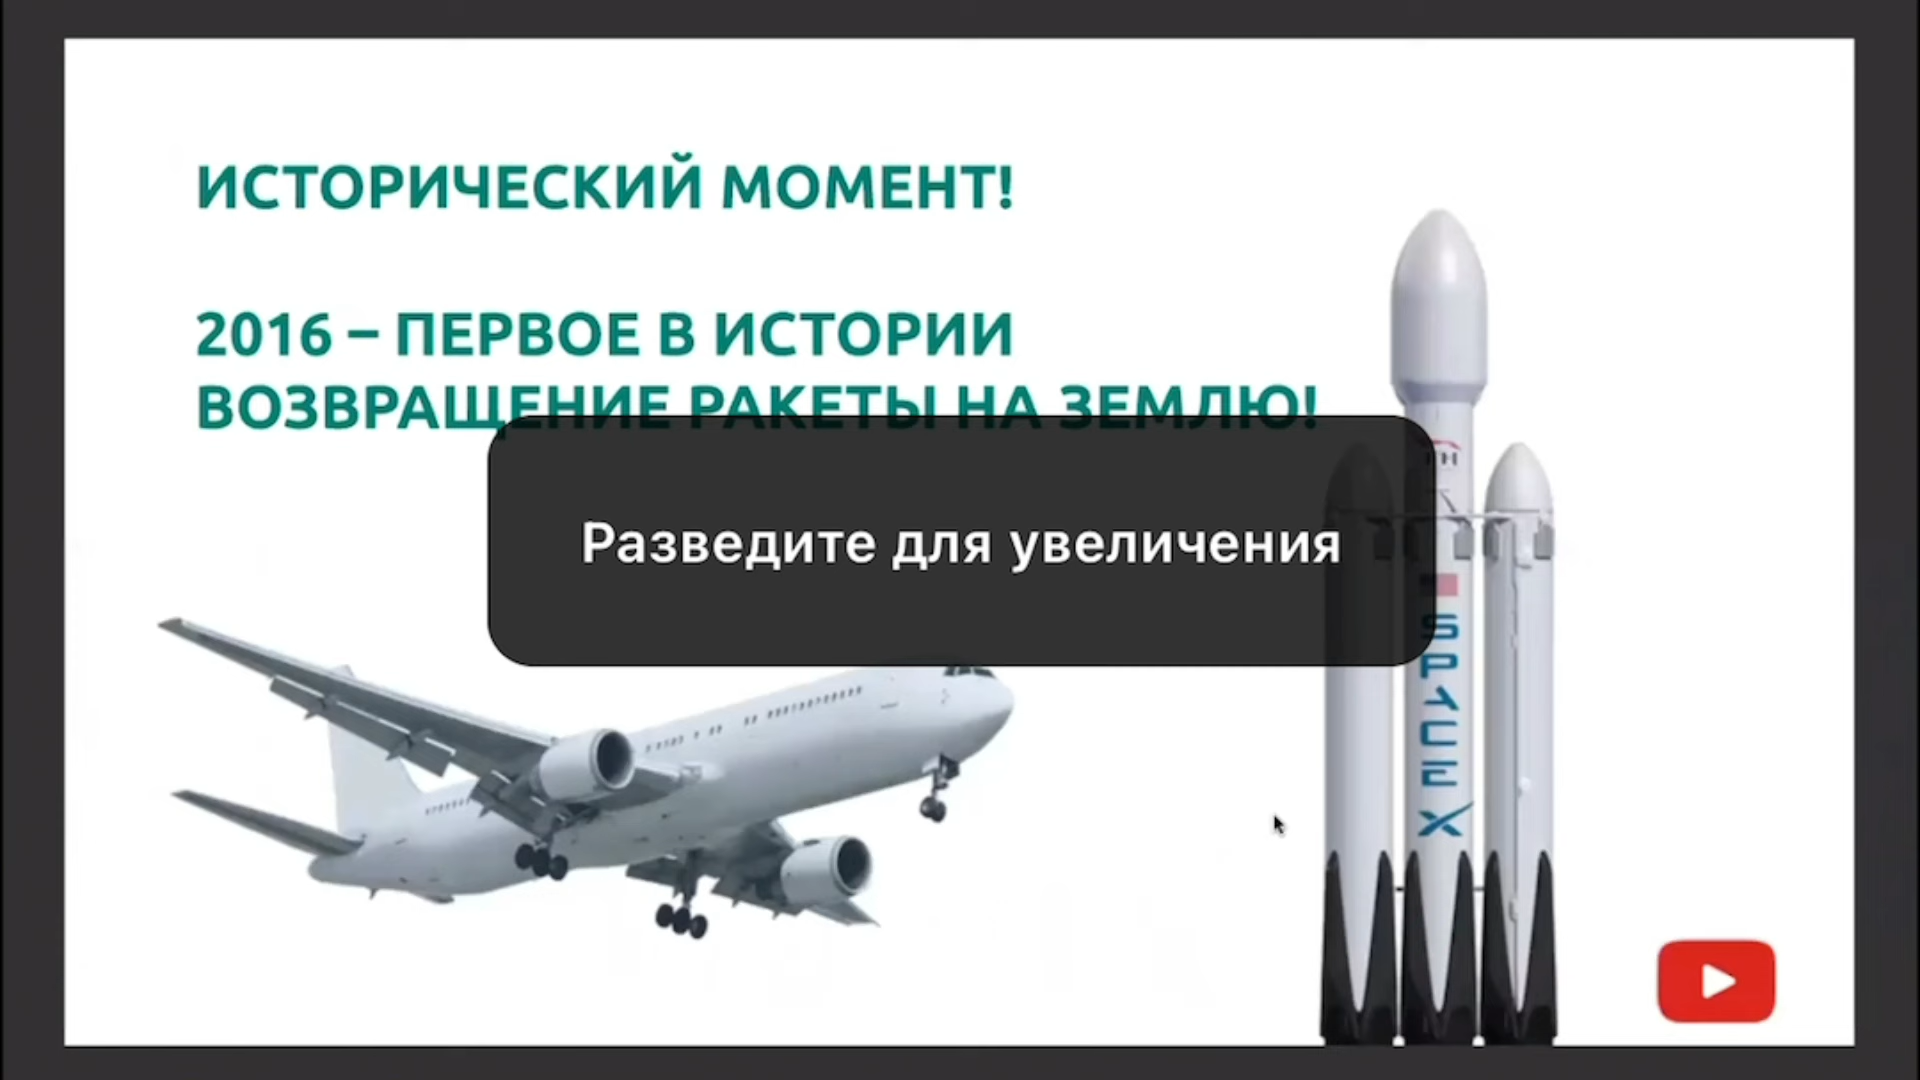 ИСТОРИЧЕСКИЙ МОМЕНТ!
2016 – ПЕРВОЕ В ИСТОРИИ
ВОЗВРАЩЕНИЕ РАКЕТЫ НА ЗЕМЛЮ!
Разведите для увеличения
SPACEX